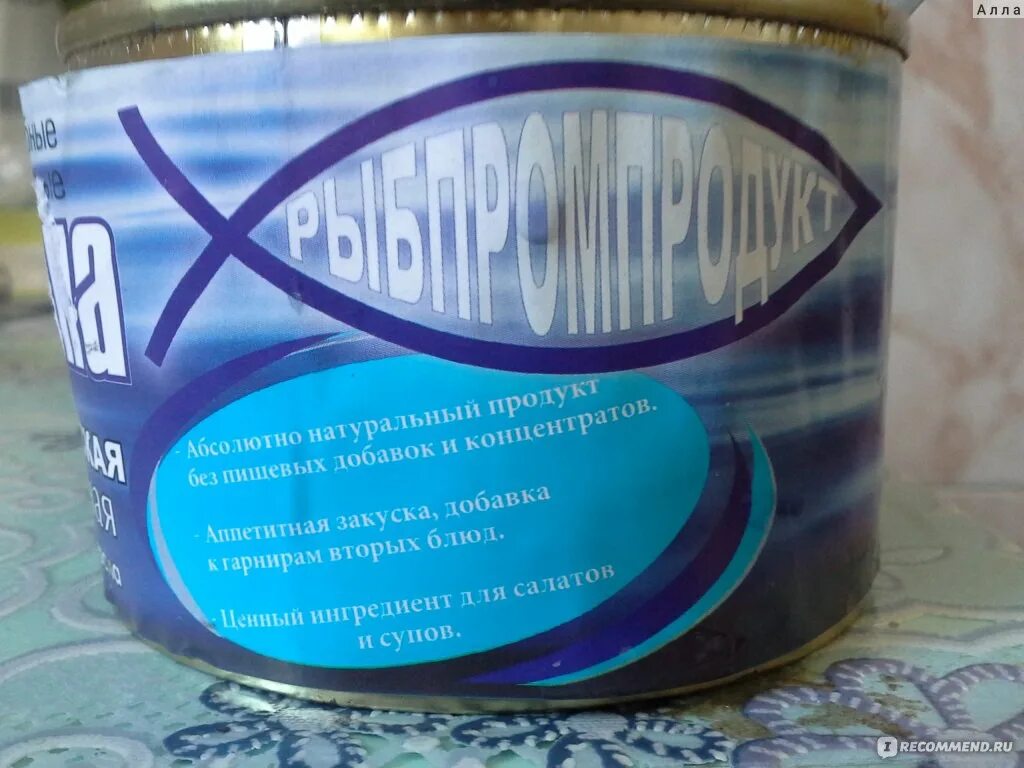 Алла
РЫБПРОМПРОДУКТ
- Абсолютно натуральный продукт
без пищевых добавок и концентратов.
- Аппетитная закуска, добавка
к гарнирам вторых блюд.
- Ценный ингредиент для салатов
и супов.
RECOMMEND.RU